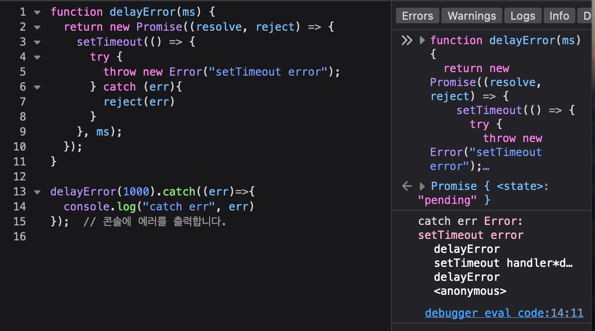 1 function delayError(ms) {
2 return new Promise((resolve, reject) => {
3 setTimeout(() => {
4 try {
5 throw new Error("setTimeout error");
6 } catch (err){
7 reject(err)
8 }
9 }, ms);
10 });
11 }
12
13 delayError(1000).catch((err)=>{
14 console.log("catch err", err)
15 });  // 콘솔에 에러를 출력합니다.
16
Errors Warnings Logs Info D
function delayError(ms)
{
return new
Promise((resolve,
reject) => {
setTimeout(() => {
try {
throw new
Error("setTimeout
error");…
Promise { <state>:
"pending" }
catch err Error:
setTimeout error
delayError
setTimeout handler*d…
delayError
<anonymous>
debugger eval code:14:11